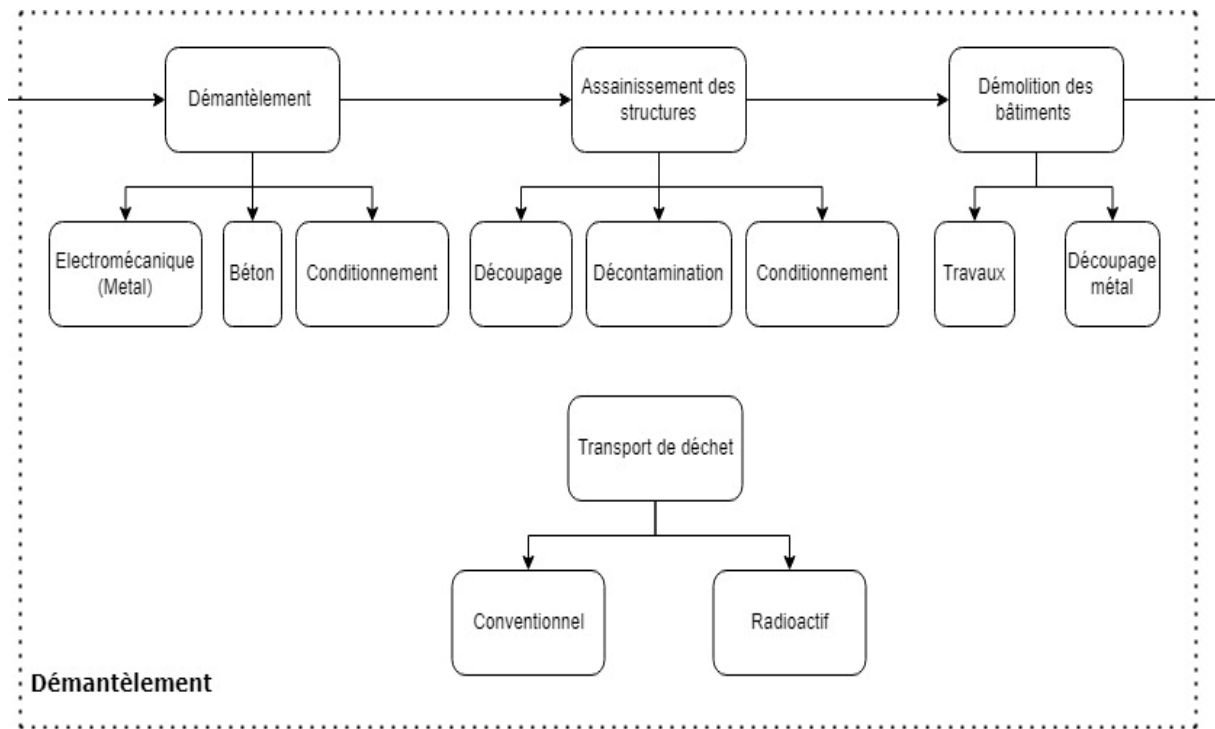 Démantèlement
Assainissement des
structures
Démolition des
bâtiments
Electromécanique
(Metal)
Béton
Conditionnement
Découpage
Décontamination
Conditionnement
Travaux
Découpage
métal
Transport de déchet
Conventionnel
Radioactif
Démantèlement